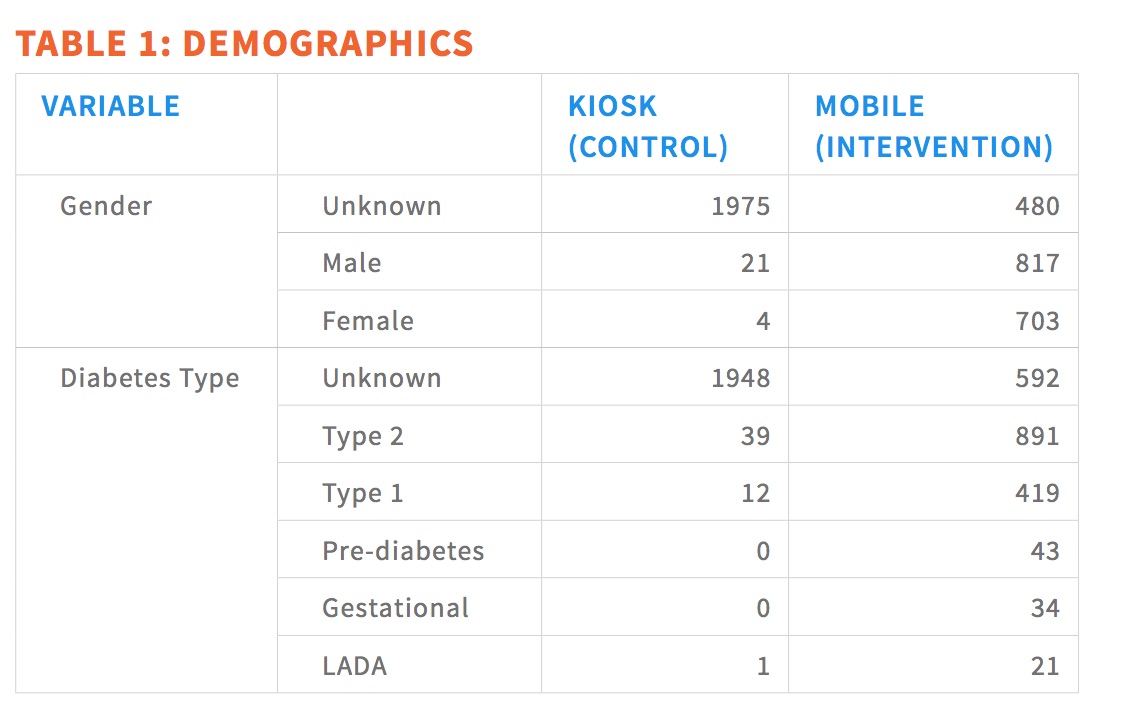 TABLE 1: DEMOGRAPHICS
VARIABLE KIOSK MOBILE
(CONTROL) (INTERVENTION)
Gender Unknown 1975 480
Male 21 817
Female 4 703
Diabetes Type Unknown 1948 592
Type 2 39 891
Type 1 12 419
Pre-diabetes 0 43
Gestational 0 34
LADA 1 21